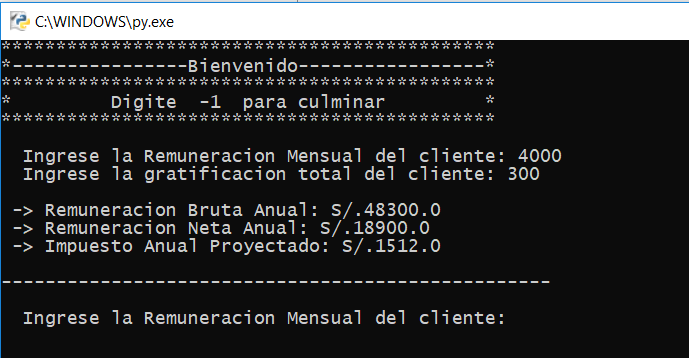 C:\WINDOWS\py.exe
*********************************************
*----------------Bienvenido-----------------*
*********************************************
*         Digite  -1  para culminar         *
*********************************************
Ingrese la Remuneracion Mensual del cliente: 4000
Ingrese la gratificacion total del cliente: 300
-> Remuneracion Bruta Anual: S/.48300.0
-> Remuneracion Neta Anual: S/.18900.0
-> Impuesto Anual Proyectado: S/.1512.0
--------------------------------------------------
Ingrese la Remuneracion Mensual del cliente: